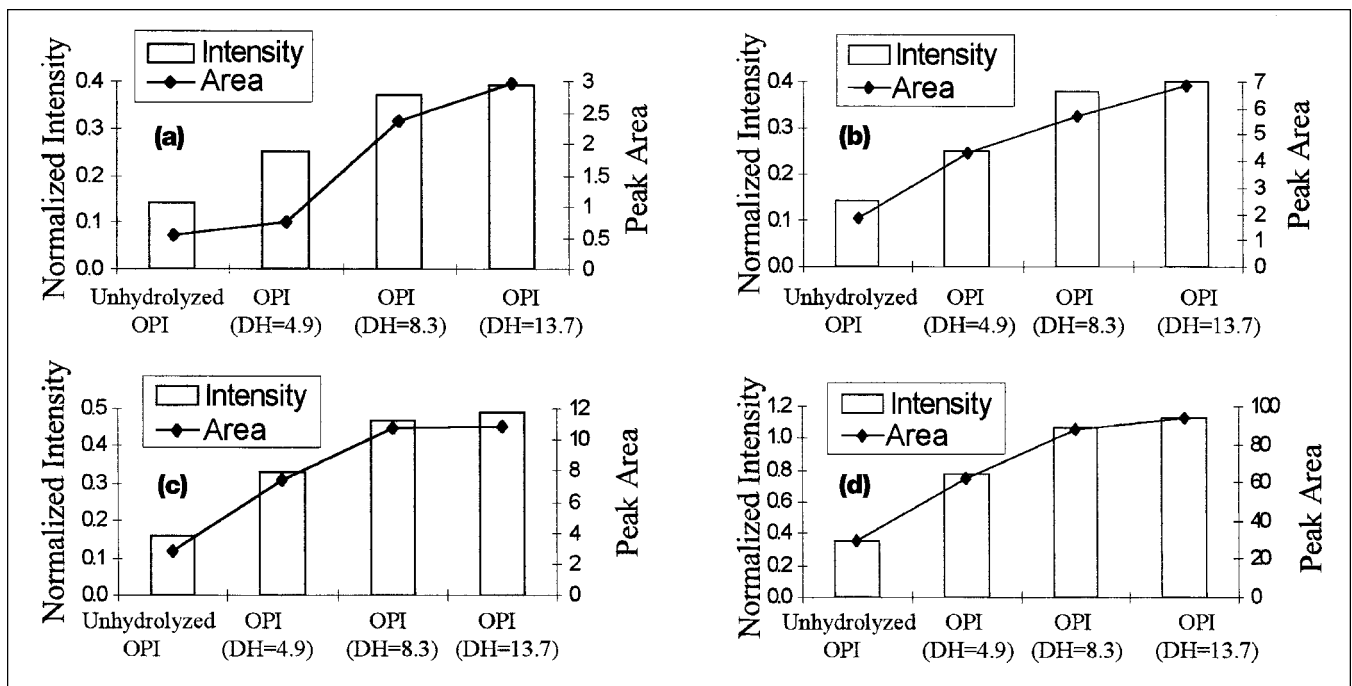 Intensity
Area
Normalized Intensity
0.4
0.3
0.2
0.1
0.0
(a)
3
2.5
2
1.5
1
0.5
0
Peak Area
Unhydrolyzed OPI
OPI (DH=4.9)
OPI (DH=8.3)
OPI (DH=13.7)
Intensity
Area
Normalized Intensity
0.4
0.3
0.2
0.1
0.0
(b)
7
6
5
4
3
2
1
0
Peak Area
Unhydrolyzed OPI
OPI (DH=4.9)
OPI (DH=8.3)
OPI (DH=13.7)
Intensity
Area
Normalized Intensity
0.5
0.4
0.3
0.2
0.1
0.0
(c)
12
10
8
6
4
2
0
Peak Area
Unhydrolyzed OPI
OPI (DH=4.9)
OPI (DH=8.3)
OPI (DH=13.7)
Intensity
Area
Normalized Intensity
1.2
1.0
0.8
0.6
0.4
0.2
0.0
(d)
100
80
60
40
20
0
Peak Area
Unhydrolyzed OPI
OPI (DH=4.9)
OPI (DH=8.3)
OPI (DH=13.7)